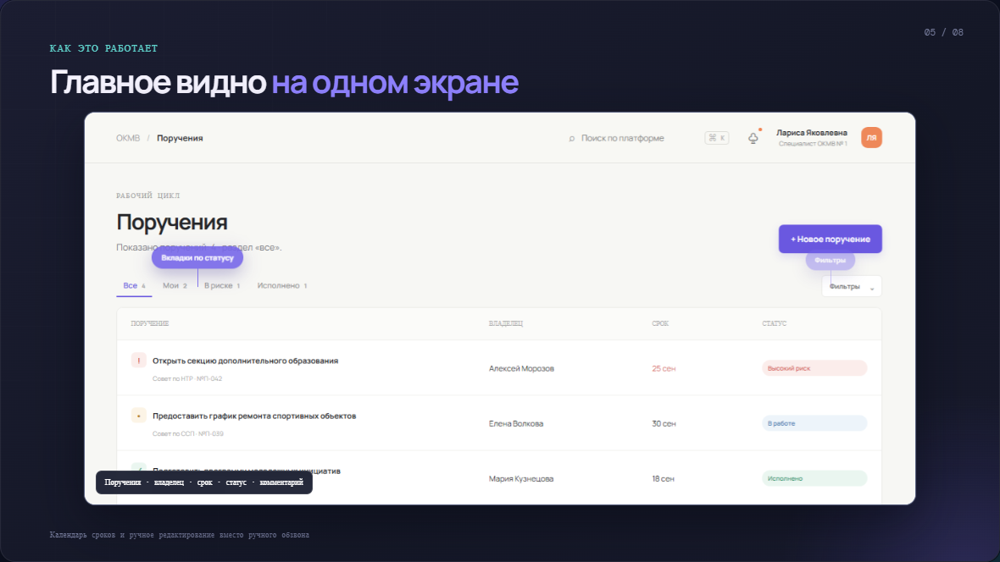 05 / 08
КАК ЭТО РАБОТАЕТ
Главное видно на одном экране
ОКМВ / Поручения
Поиск по платформе
⌘ K
Лариса Яковлевна
Специалист ОКМВ № 1
ЛЯ
РАБОЧИЙ ЦИКЛ
Поручения
+ Новое поручение
Показано поручений: 4 · раздел «все».
Вкладки по статусу
Фильтры
Все 4 Мои 2 В риске 1 Исполнено 1
Фильтры
ПОРУЧЕНИЕ ВЛАДЕЛЕЦ СРОК СТАТУС
! Открыть секцию дополнительного образования
Совет по НТР · №П-042
Алексей Морозов 25 сен Высокий риск
Предоставить график ремонта спортивных объектов
Совет по ССП · №П-039
Елена Волкова 30 сен В работе
Мария Кузнецова 18 сен Исполнено
Поручения · владелец · срок · статус · комментарий
Календарь сроков и ручное редактирование вместо ручного обзвона